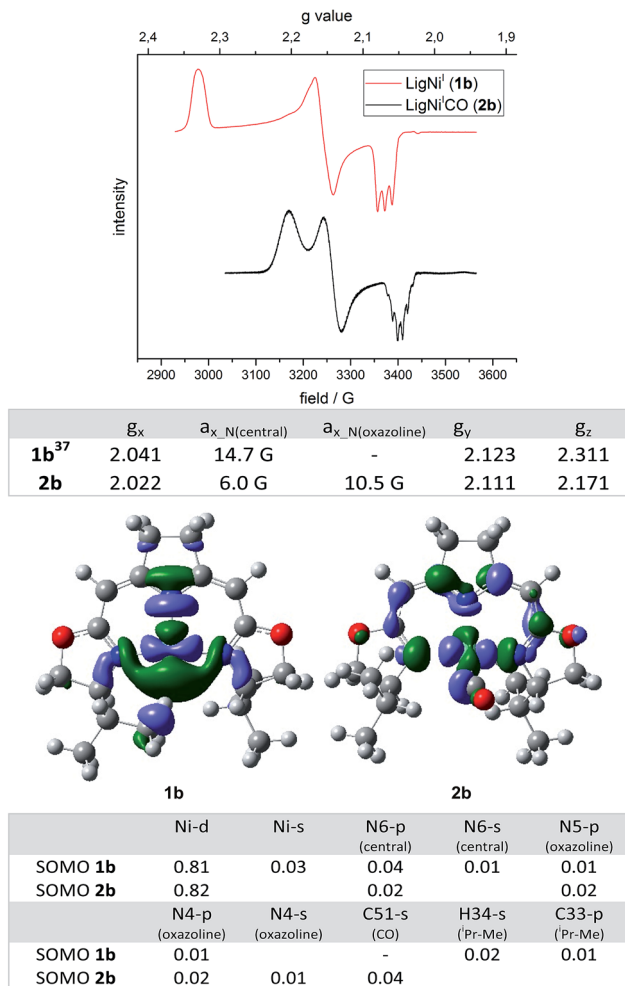 g value
2,4 2,3 2,2 2,1 2,0 1,9
LigNiᴵ (1b)
LigNiᴵCO (2b)
intensity
2900 3000 3100 3200 3300 3400 3500 3600
field / G
gx ax_N(central) ax_N(oxazoline) gy gz
1b³⁷ 2.041 14.7 G - 2.123 2.311
2b 2.022 6.0 G 10.5 G 2.111 2.171
1b 2b
Ni-d Ni-s N6-p N6-s N5-p
(central) (central) (oxazoline)
SOMO 1b 0.81 0.03 0.04 0.01 0.01
SOMO 2b 0.82 0.02 0.02
N4-p N4-s C51-s H34-s C33-p
(oxazoline) (oxazoline) (CO) (ⁱPr-Me) (ⁱPr-Me)
SOMO 1b 0.01 - 0.02 0.01
SOMO 2b 0.02 0.01 0.04